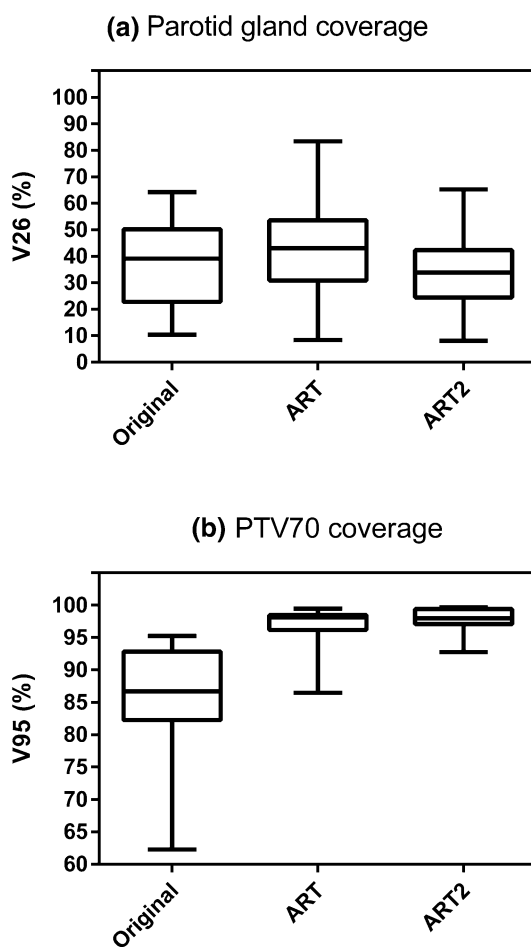 (a) Parotid gland coverage
V26 (%)
100
90
80
70
60
50
40
30
20
10
0
Original
ART
ART2
(b) PTV70 coverage
V95 (%)
100
95
90
85
80
75
70
65
60
Original
ART
ART2